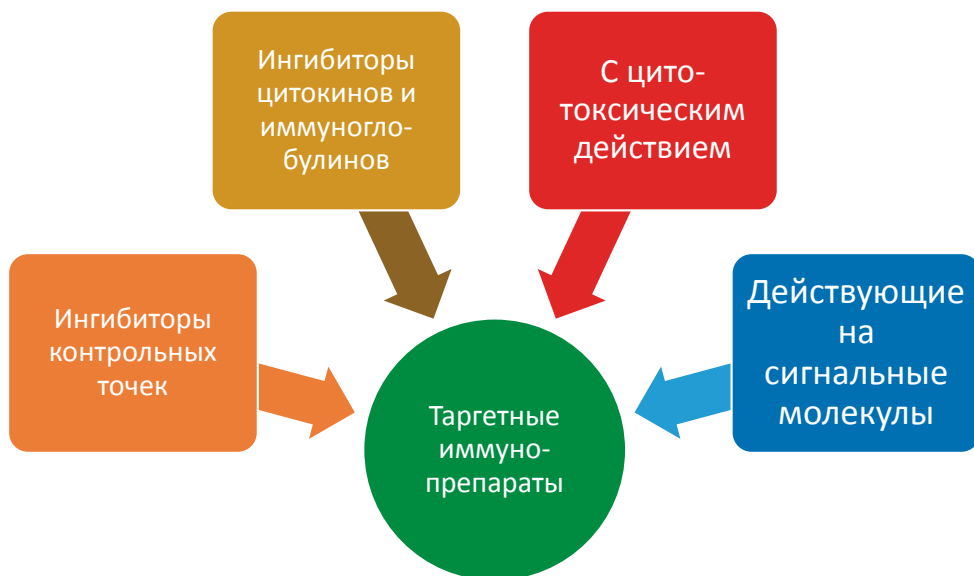 Ингибиторы
цитокинов и
иммуногло-
булинов
С цито-
токсическим
действием
Ингибиторы
контрольных
точек
Действующие
на
сигнальные
молекулы
Таргетные
иммуно-
препараты